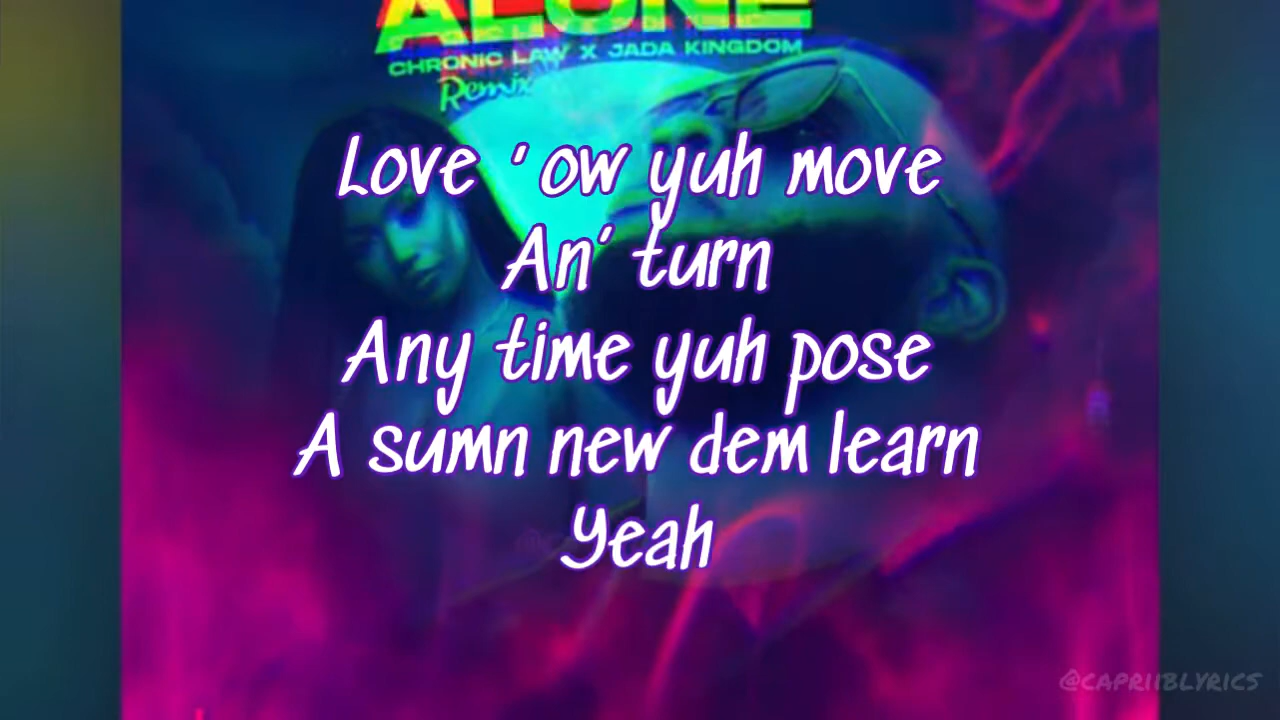 ALONE
CHRONIC LAW X JADA KINGDOM
Remix
Love 'ow yuh move
An' turn
Any time yuh pose
A sumn new dem learn
Yeah
@CAPRIIBLYRICS